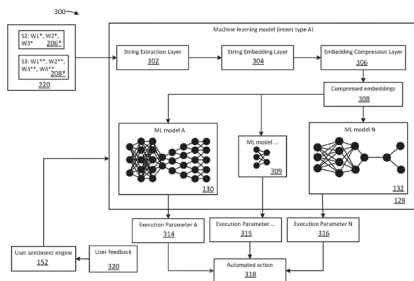 300
Machine learning model (intent type A)
S2: W1*, W2*,
W3*
206*
S3: W1**, W2**,
W3**, W4**
208*
220
String Extraction Layer
302
String Embedding Layer
304
Embedding Compression Layer
306
Compressed embeddings
308
ML model A
130
ML model ...
309
ML model N
132
128
Execution Parameter A
314
Execution Parameter ...
315
Execution Parameter N
316
User sentiment engine
152
User feedback
320
Automated action
318